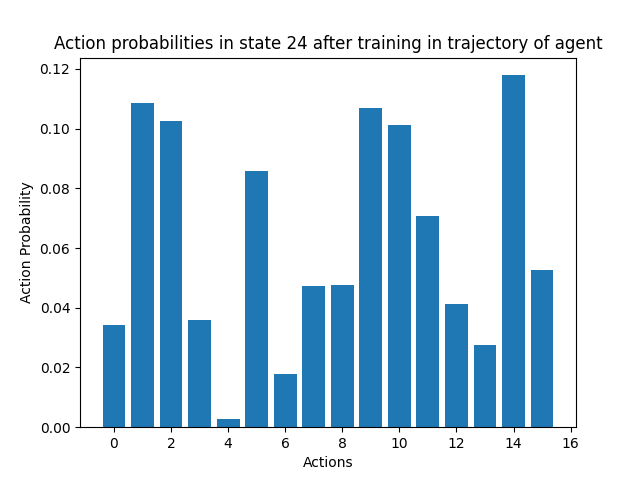 Action probabilities in state 24 after training in trajectory of agent
0.12
0.10
0.08
0.06
0.04
0.02
0.00
Action Probability
0 2 4 6 8 10 12 14 16
Actions